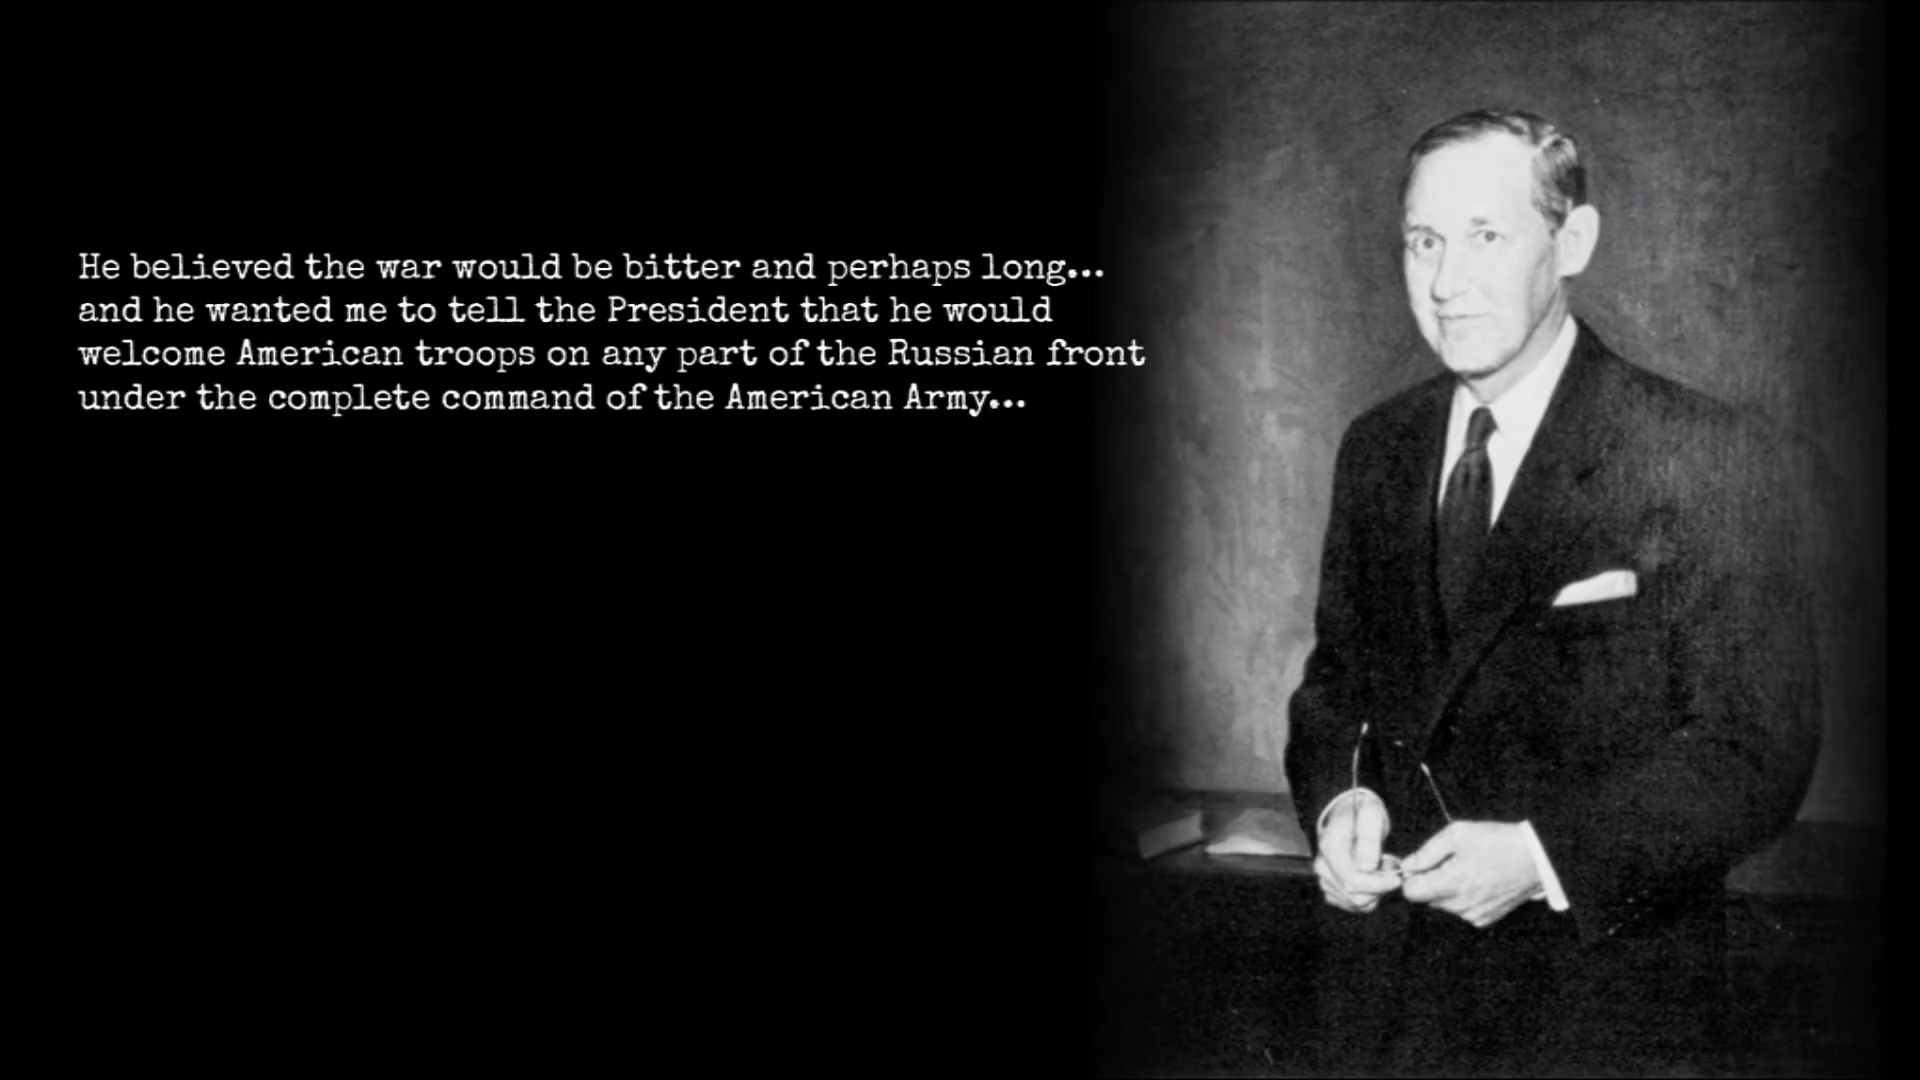 He believed the war would be bitter and perhaps long...
and he wanted me to tell the President that he would
welcome American troops on any part of the Russian front
under the complete command of the American Army...